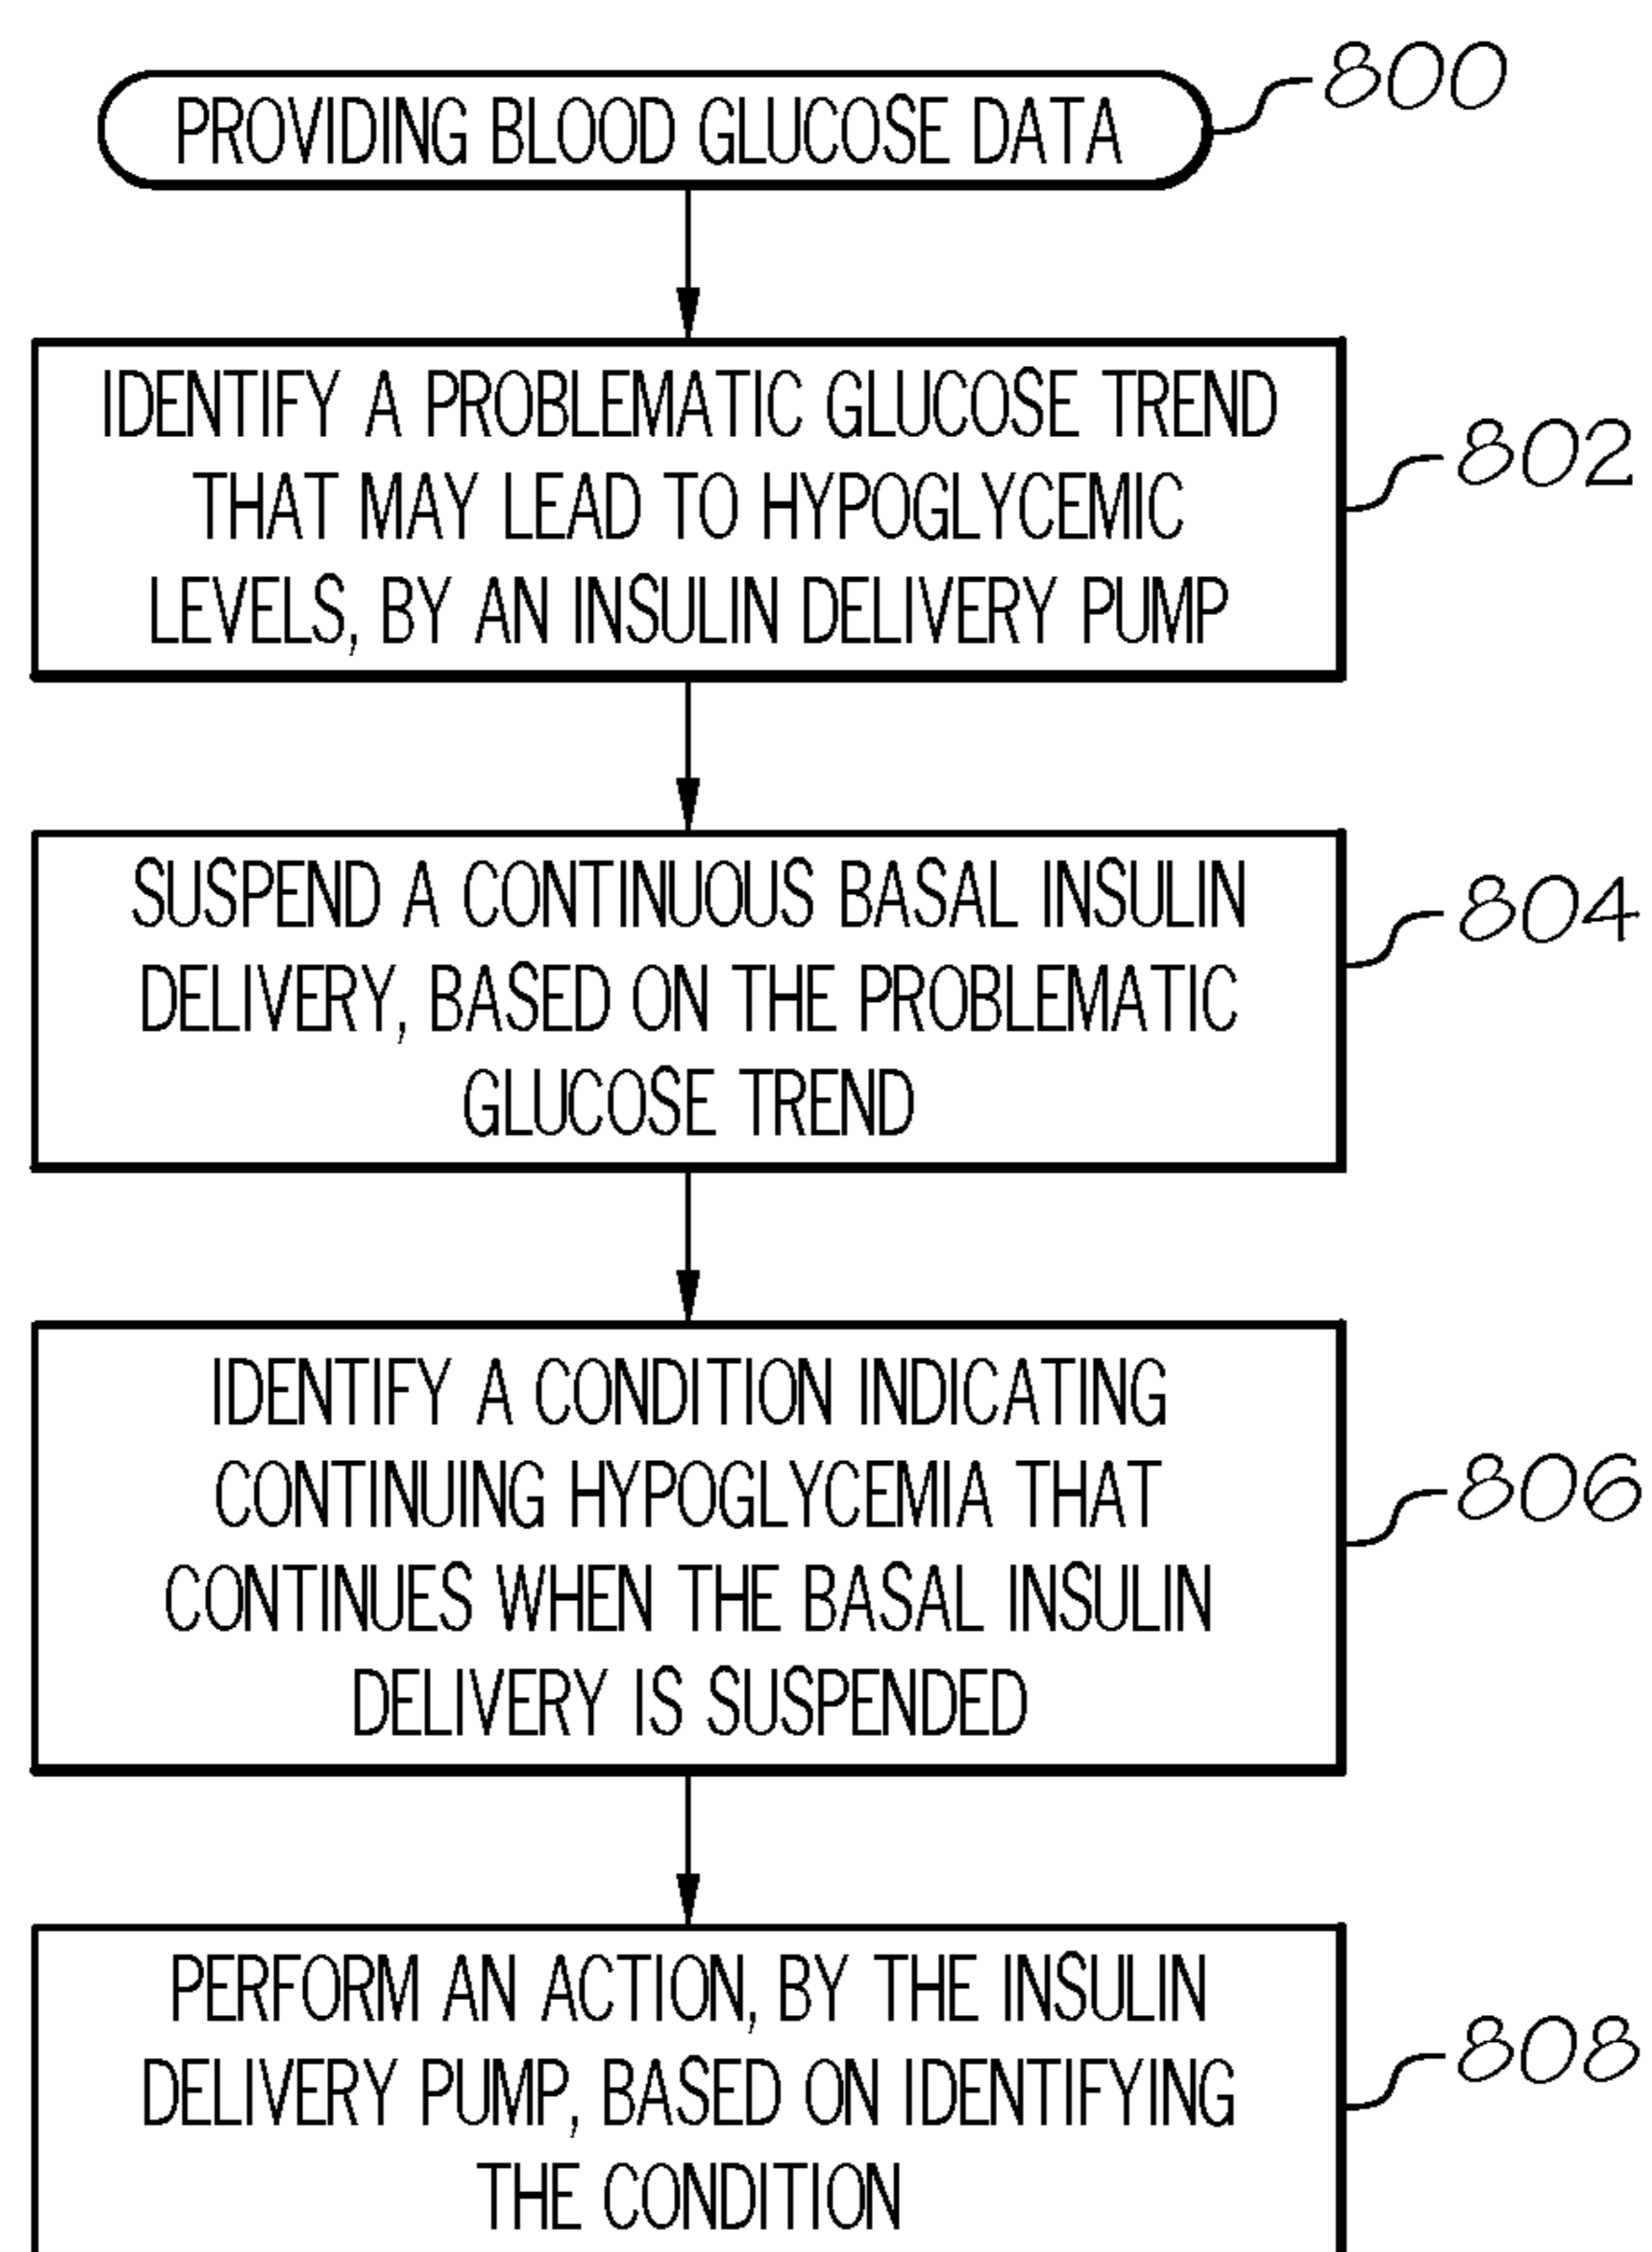 PROVIDING BLOOD GLUCOSE DATA
800
IDENTIFY A PROBLEMATIC GLUCOSE TREND
THAT MAY LEAD TO HYPOGLYCEMIC
LEVELS, BY AN INSULIN DELIVERY PUMP
802
SUSPEND A CONTINUOUS BASAL INSULIN
DELIVERY, BASED ON THE PROBLEMATIC
GLUCOSE TREND
804
IDENTIFY A CONDITION INDICATING
CONTINUING HYPOGLYCEMIA THAT
CONTINUES WHEN THE BASAL INSULIN
DELIVERY IS SUSPENDED
806
PERFORM AN ACTION, BY THE INSULIN
DELIVERY PUMP, BASED ON IDENTIFYING
THE CONDITION
808